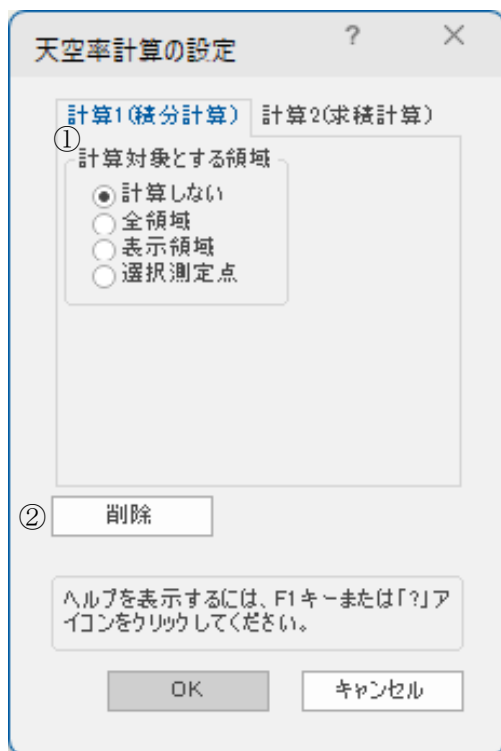 天空率計算の設定 ? ×
計算1(積分計算) 計算2(求積計算)
①
計算対象とする領域
計算しない
全領域
表示領域
選択測定点
② 削除
ヘルプを表示するには、F1キーまたは「?」ア
イコンをクリックしてください。
OK キャンセル